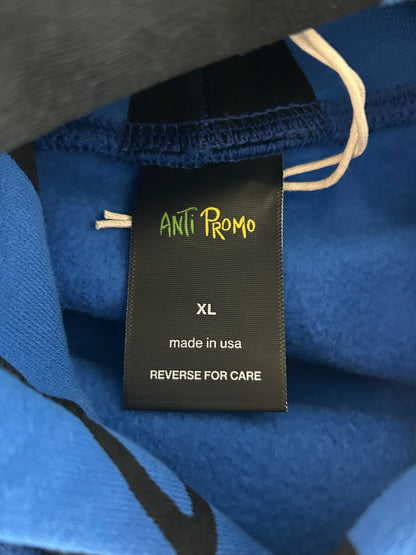 ANTI PROMO
XL
made in usa
REVERSE FOR CARE